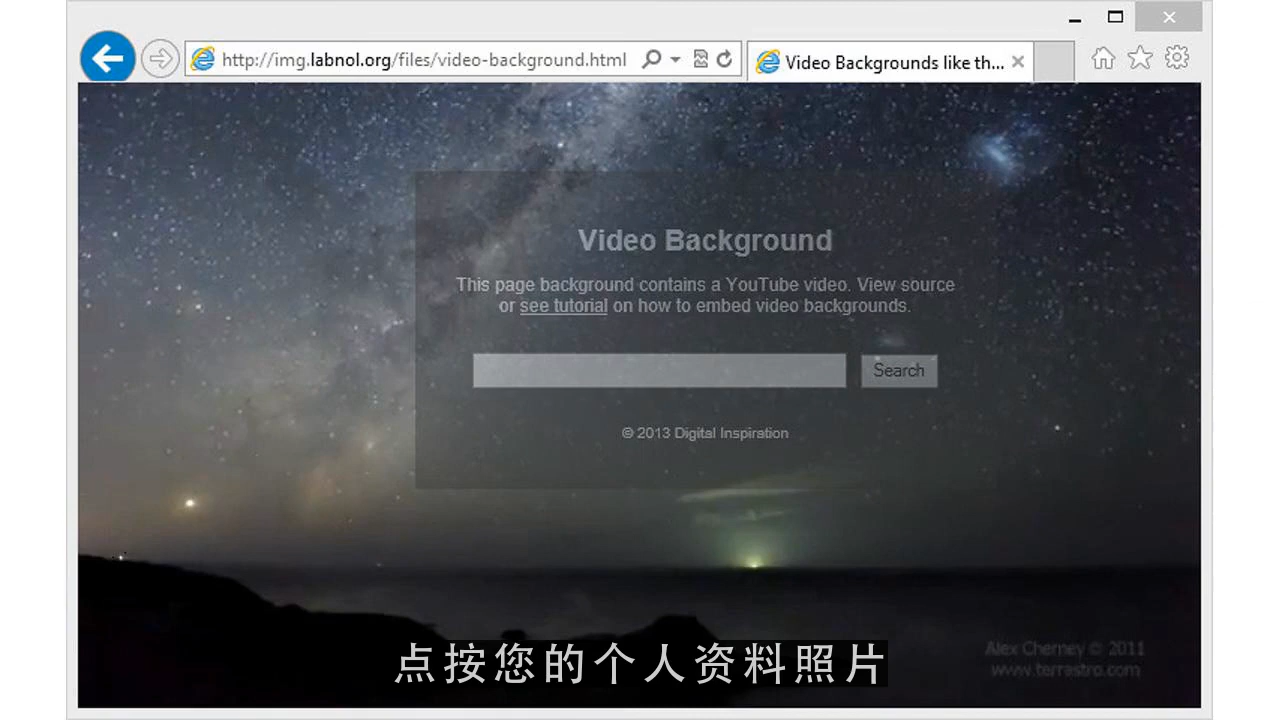 http://img.labnol.org/files/video-background.html
Video Backgrounds like th...
Video Background
This page background contains a YouTube video. View source
or see tutorial on how to embed video backgrounds.
Search
© 2013 Digital Inspiration
Alex Cherney © 2011
www.terrastro.com
点按您的个人资料照片